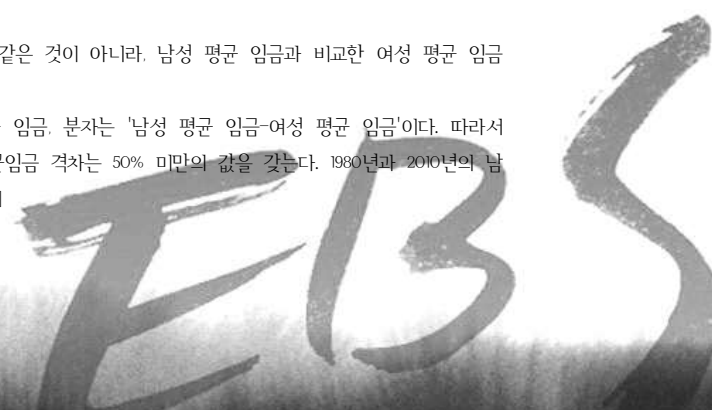 같은 것이 아니라, 남성 평균 임금과 비교한 여성 평균 임금
임금, 분자는 '남성 평균 임금-여성 평균 임금'이다. 따라서
임금 격차는 50% 미만의 값을 갖는다. 1980년과 2010년의 남
EBS